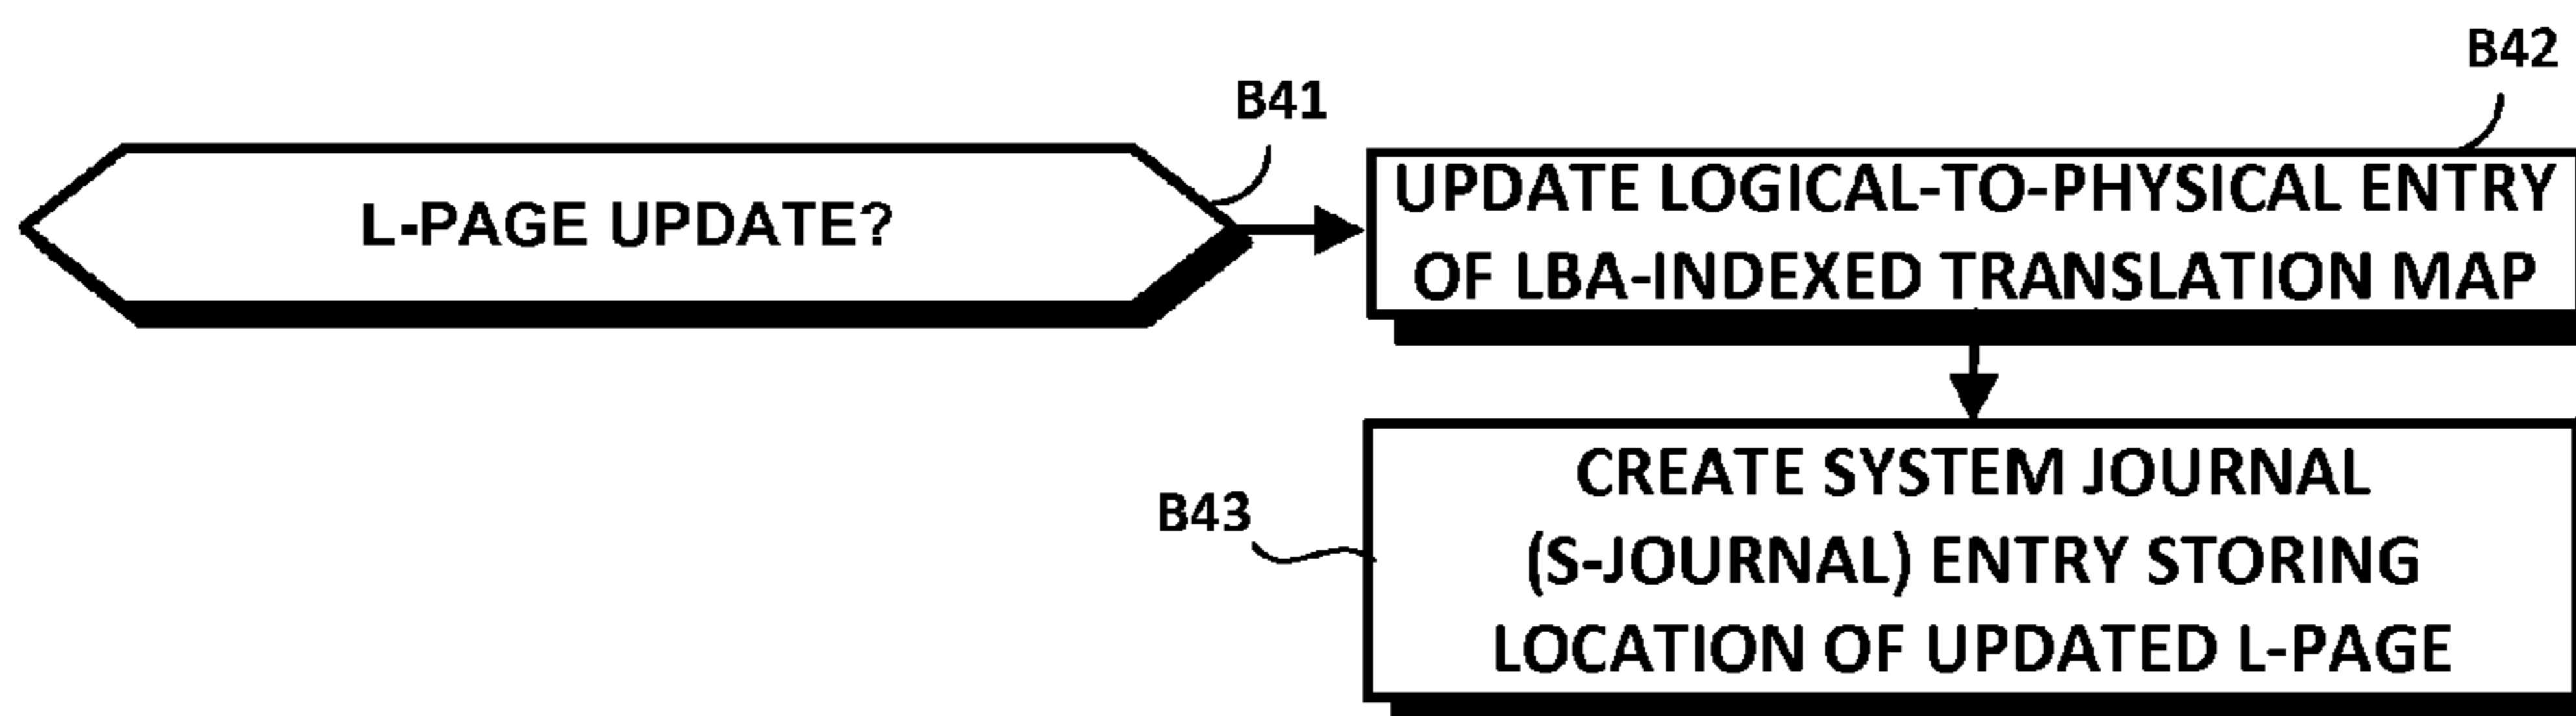 B42
B41
L-PAGE UPDATE?
UPDATE LOGICAL-TO-PHYSICAL ENTRY
OF LBA-INDEXED TRANSLATION MAP
B43
CREATE SYSTEM JOURNAL
(S-JOURNAL) ENTRY STORING
LOCATION OF UPDATED L-PAGE